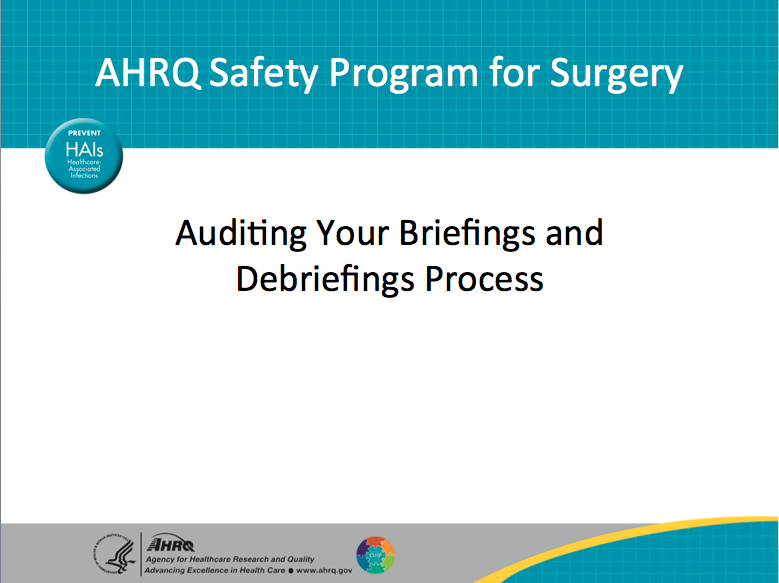 AHRQ Safety Program for Surgery
PREVENT
HAIs
Healthcare-
Associated
Infections
Auditing Your Briefings and
Debriefings Process
AHRQ
Agency for Healthcare Research and Quality
Advancing Excellence in Health Care ● www.ahrq.gov
CUSP